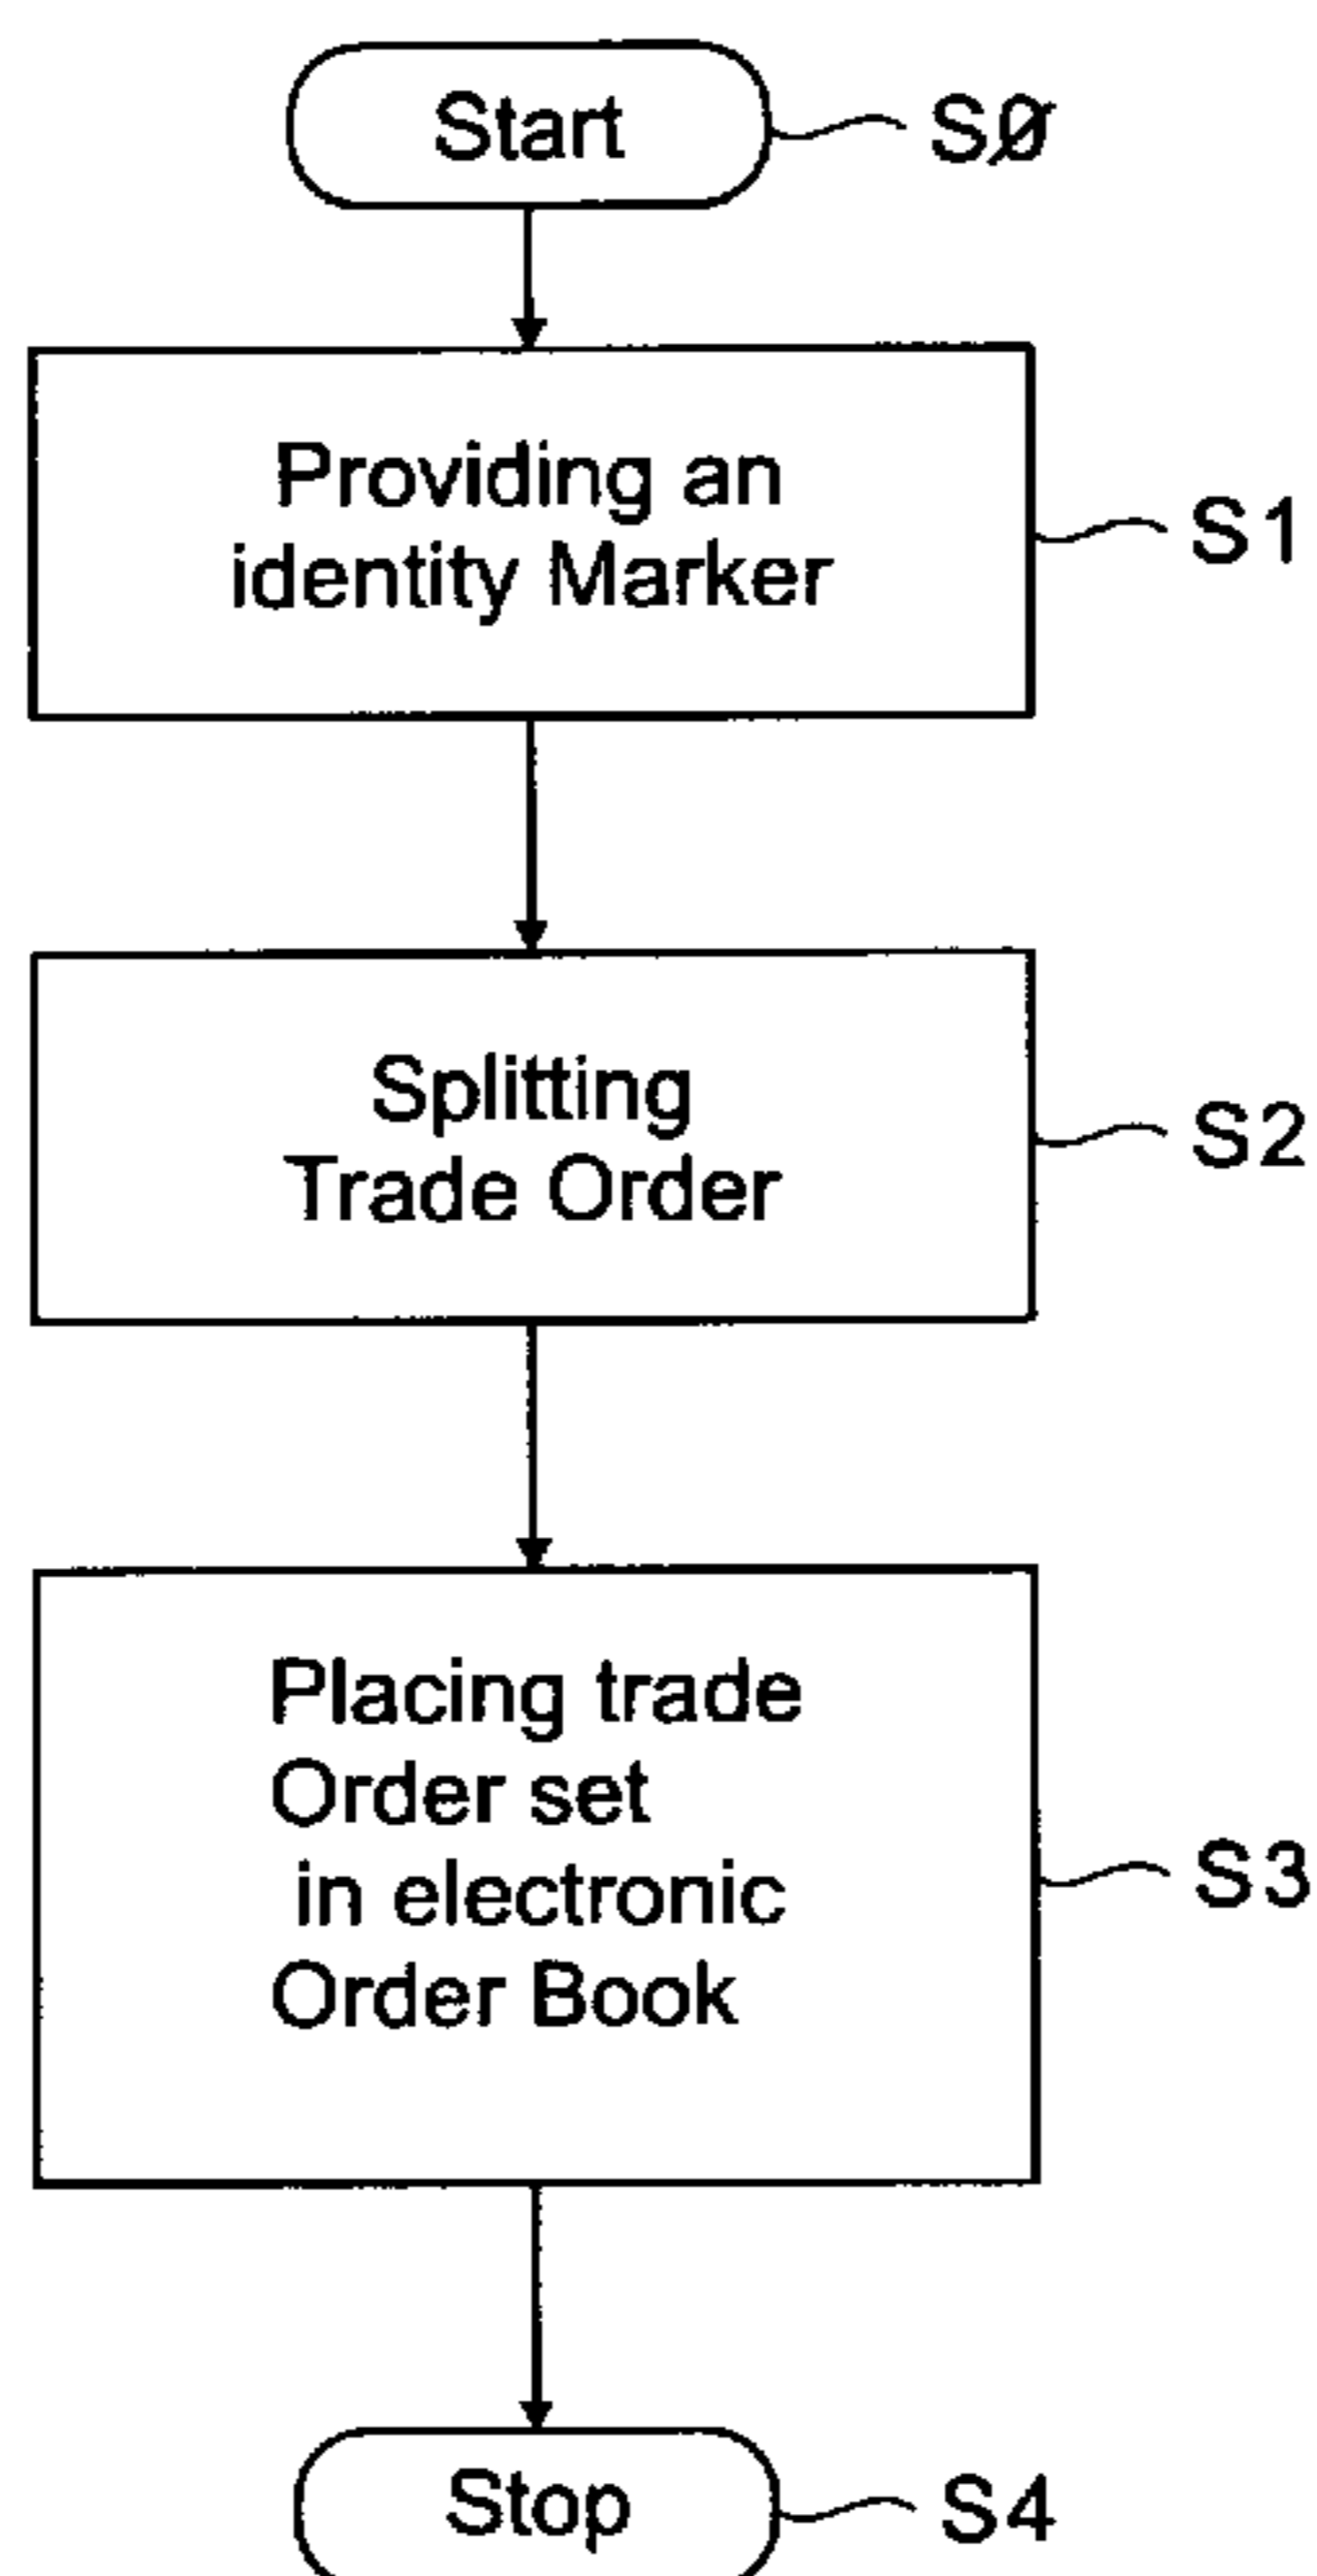 Start
SØ
Providing an
identity Marker
S1
Splitting
Trade Order
S2
Placing trade
Order set
in electronic
Order Book
S3
Stop
S4